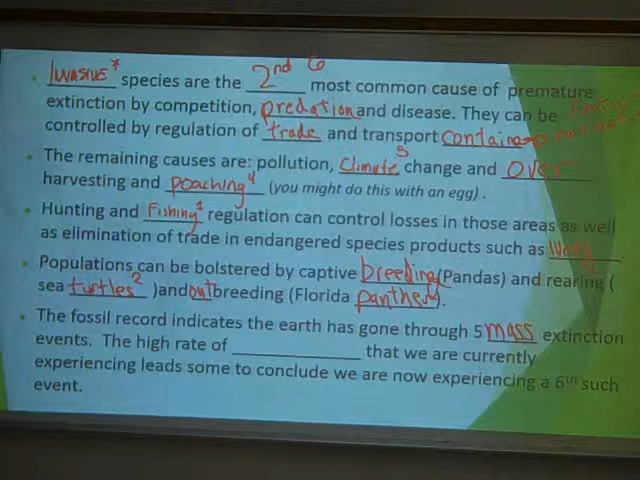 Invasive* species are the 2nd 6 most common cause of premature
extinction by competition, predation and disease. They can be
controlled by regulation of trade and transport
The remaining causes are: pollution, climate 5 change and over
harvesting and poaching 4 (you might do this with an egg) .
Hunting and Fishing 1 regulation can control losses in those areas as well
as elimination of trade in endangered species products such as Ivory.
Populations can be bolstered by captive breeding (Pandas) and rearing (
sea turtles 2 ) and outbreeding (Florida panther).
The fossil record indicates the earth has gone through 5 mass extinction
events. The high rate of ____________ that we are currently
experiencing leads some to conclude we are now experiencing a 6th such
event.